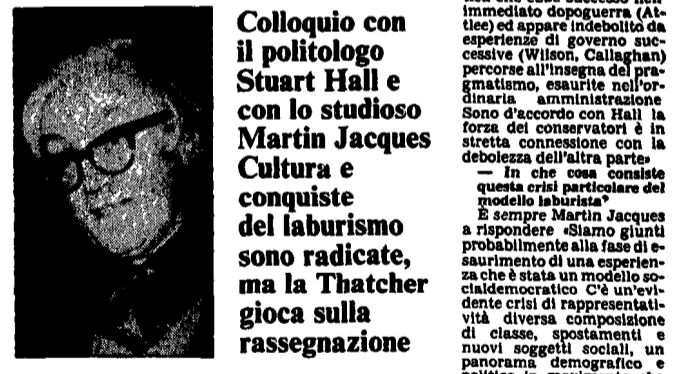 Colloquio con
il politologo
Stuart Hall e
con lo studioso
Martin Jacques
Cultura e
conquiste
del laburismo
sono radicate,
ma la Thatcher
gioca sulla
rassegnazione
immediato dopoguerra (At-
tlee) ed appare indebolito da
esperienze di governo suc-
cessive (Wilson, Callaghan)
percorse all'insegna del pra-
gmatismo, esaurite nell'or-
dinaria amministrazione
Sono d'accordo con Hall la
forza dei conservatori è in
stretta connessione con la
debolezza dell'altra parte»
— In che cosa consiste
questa crisi particolare del
modello laburista?
È sempre Martin Jacques
a rispondere «Siamo giunti
probabilmente alla fase di e-
saurimento di una esperien-
za che è stata un modello so-
cialdemocratico C'è un'evi-
dente crisi di rappresentati-
vità diversa composizione
di classe, spostamenti e
nuovi soggetti sociali, un
panorama demografico e